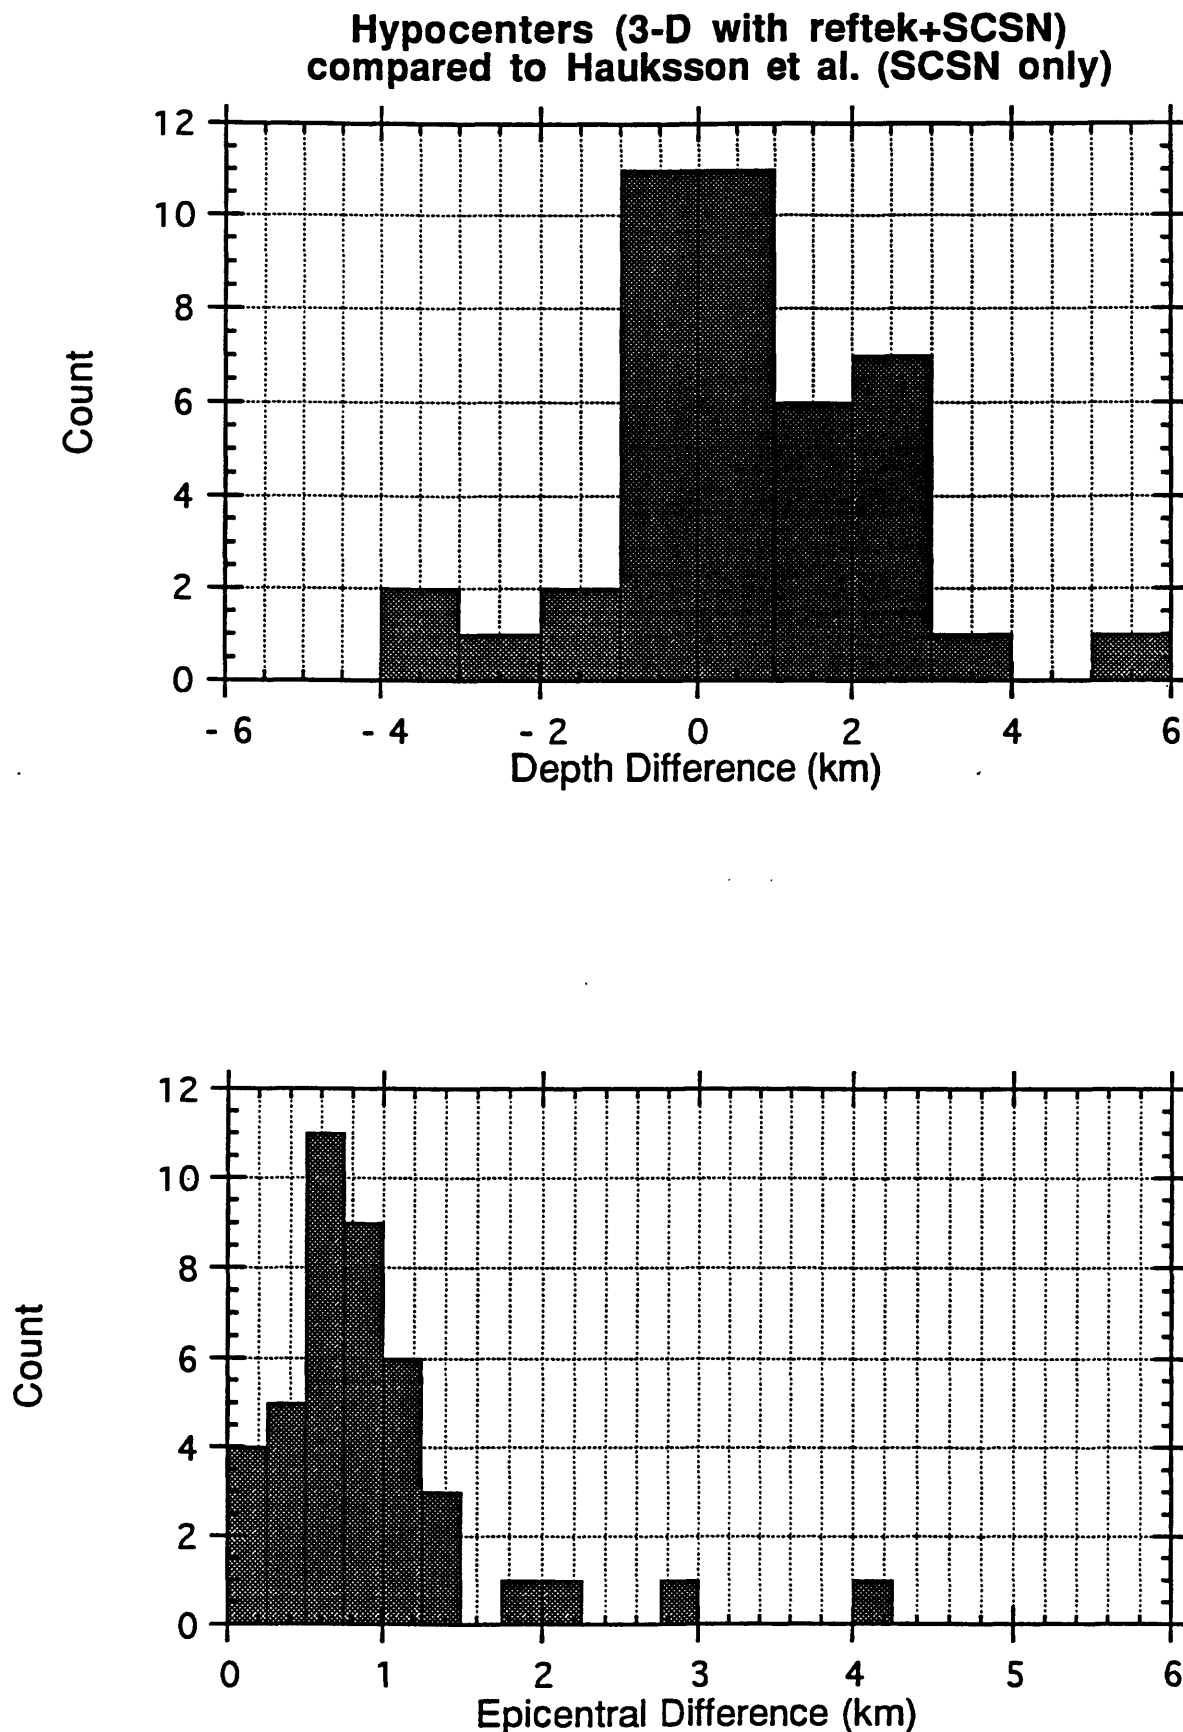 Hypocenters (3-D with reftek+SCSN)
compared to Hauksson et al. (SCSN only)
12
10
8
6
4
2
0
Count
-6 -4 -2 0 2 4 6
Depth Difference (km)
12
10
8
6
4
2
0
Count
0 1 2 3 4 5 6
Epicentral Difference (km)